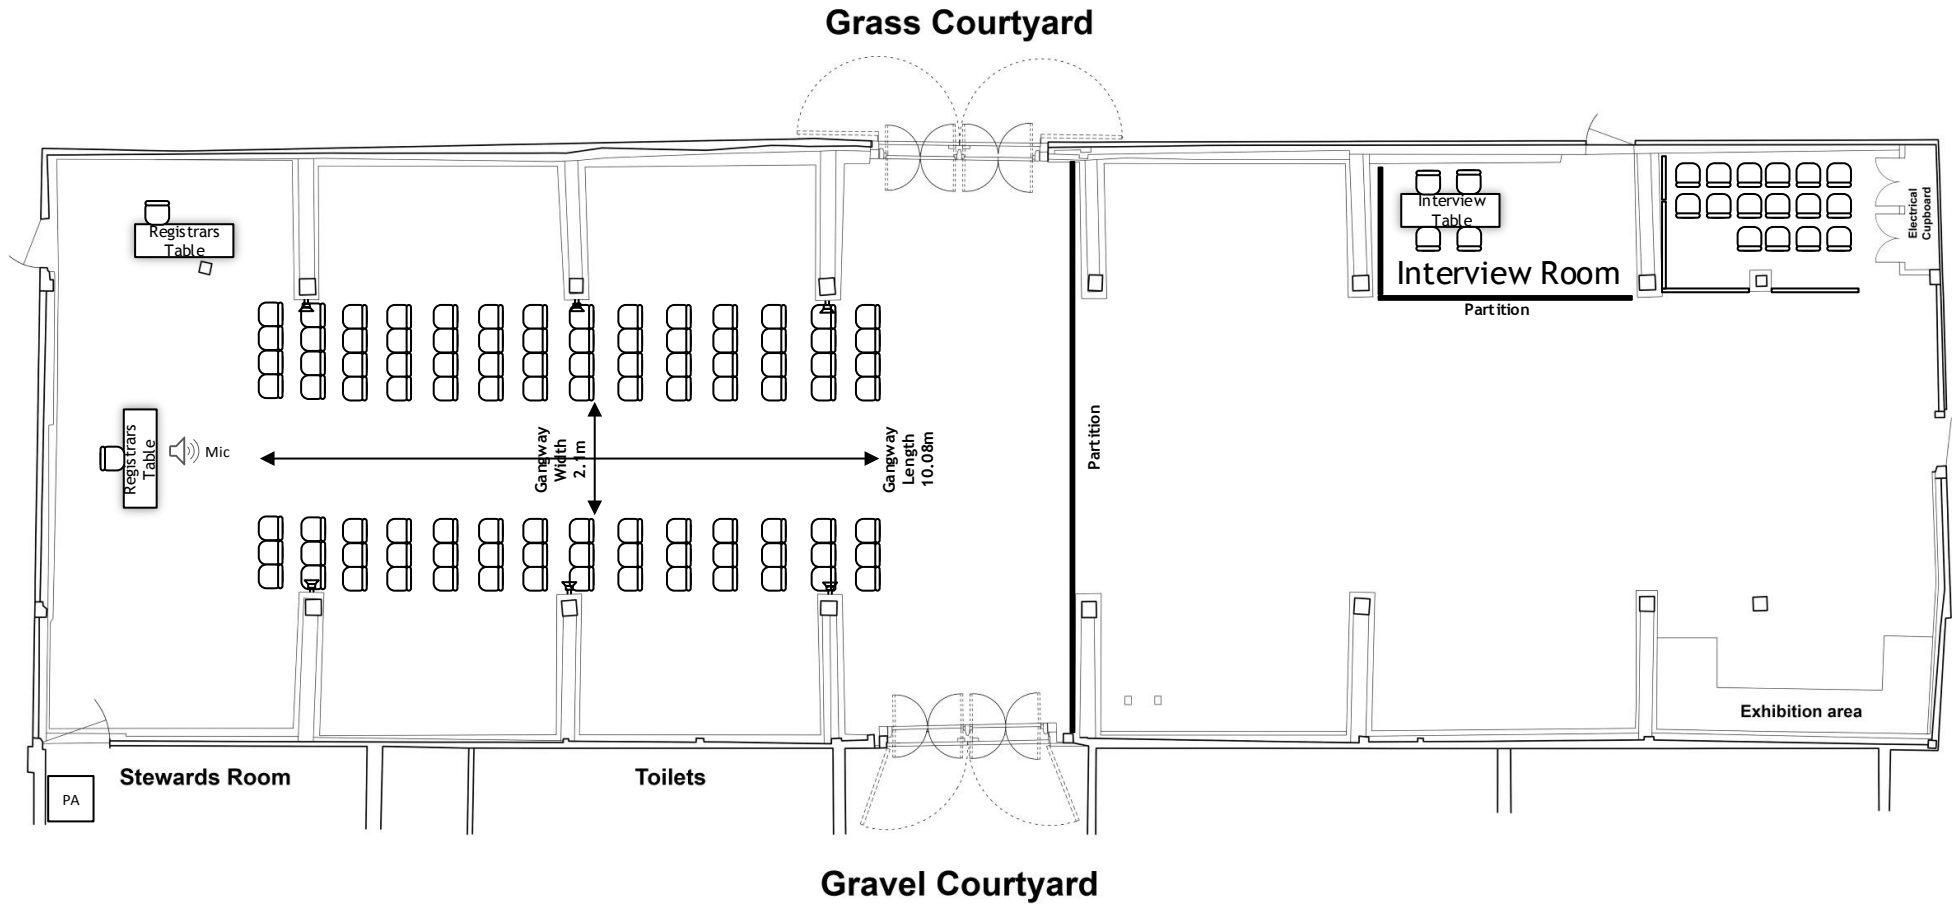 Grass Courtyard
Registrars
Table
Interview
Table
Interview Room
Partition
Electrical
Cupboard
Registrars
Table
Mic
Gangway
Width
2.1m
Gangway
Length
10.08m
Partition
Exhibition area
Stewards Room
Toilets
PA
Gravel Courtyard